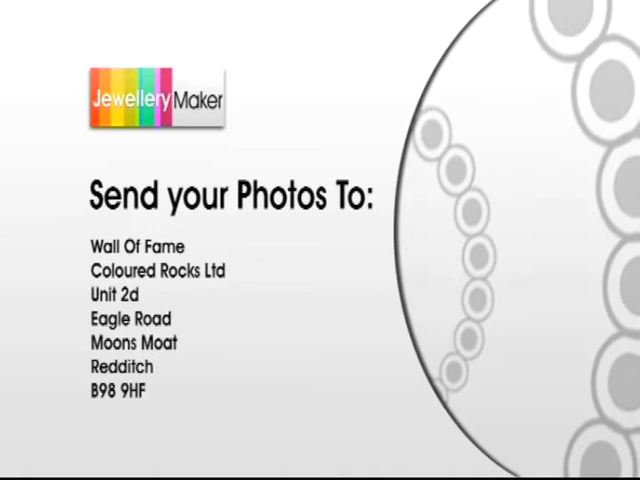 JewelleryMaker
Send your Photos To:
Wall Of Fame
Coloured Rocks Ltd
Unit 2d
Eagle Road
Moons Moat
Redditch
B98 9HF